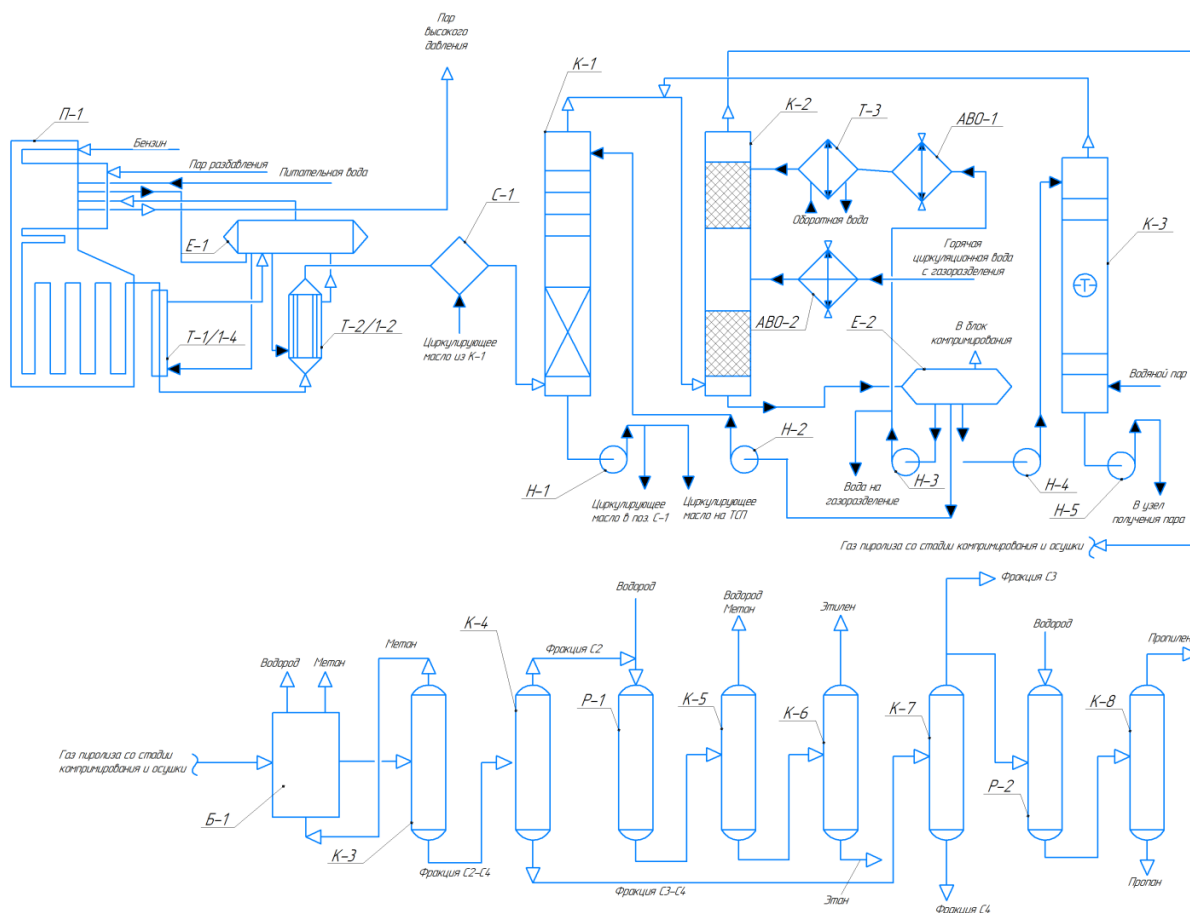 Пар
высокого
давления
К-1
К-2
Т-3
АВО-1
П-1
Бензин
Пар разбавления
Питательная вода
С-1
Е-1
Оборотная вода
Горячая
циркуляционная вода
с газоразделения
К-3
Т
АВО-2
Т-1/1-4
Т-2/1-2
Циркулирующее
масло из К-1
Е-2
В блок
компримирования
Водяной пар
Н-1
Н-2
Н-3
Н-4
Н-5
Циркулирующее
масло в поз. С-1
Циркулирующее
масло на ТСП
Вода на
газоразделение
В узел
получения пара
Газ пиролиза со стадии компримирования и осушки
Фракция С3
Водород
Водород
Метан
Этилен
Водород
К-4
Водород
Метан
Метан
Фракция С2
Пропилен
Р-1
К-5
К-6
К-7
К-8
Газ пиролиза со стадии
компримирования и осушки
Р-2
Б-1
К-3
Фракция С2-С4
Фракция С3-С4
Этан
Фракция С4
Пропан